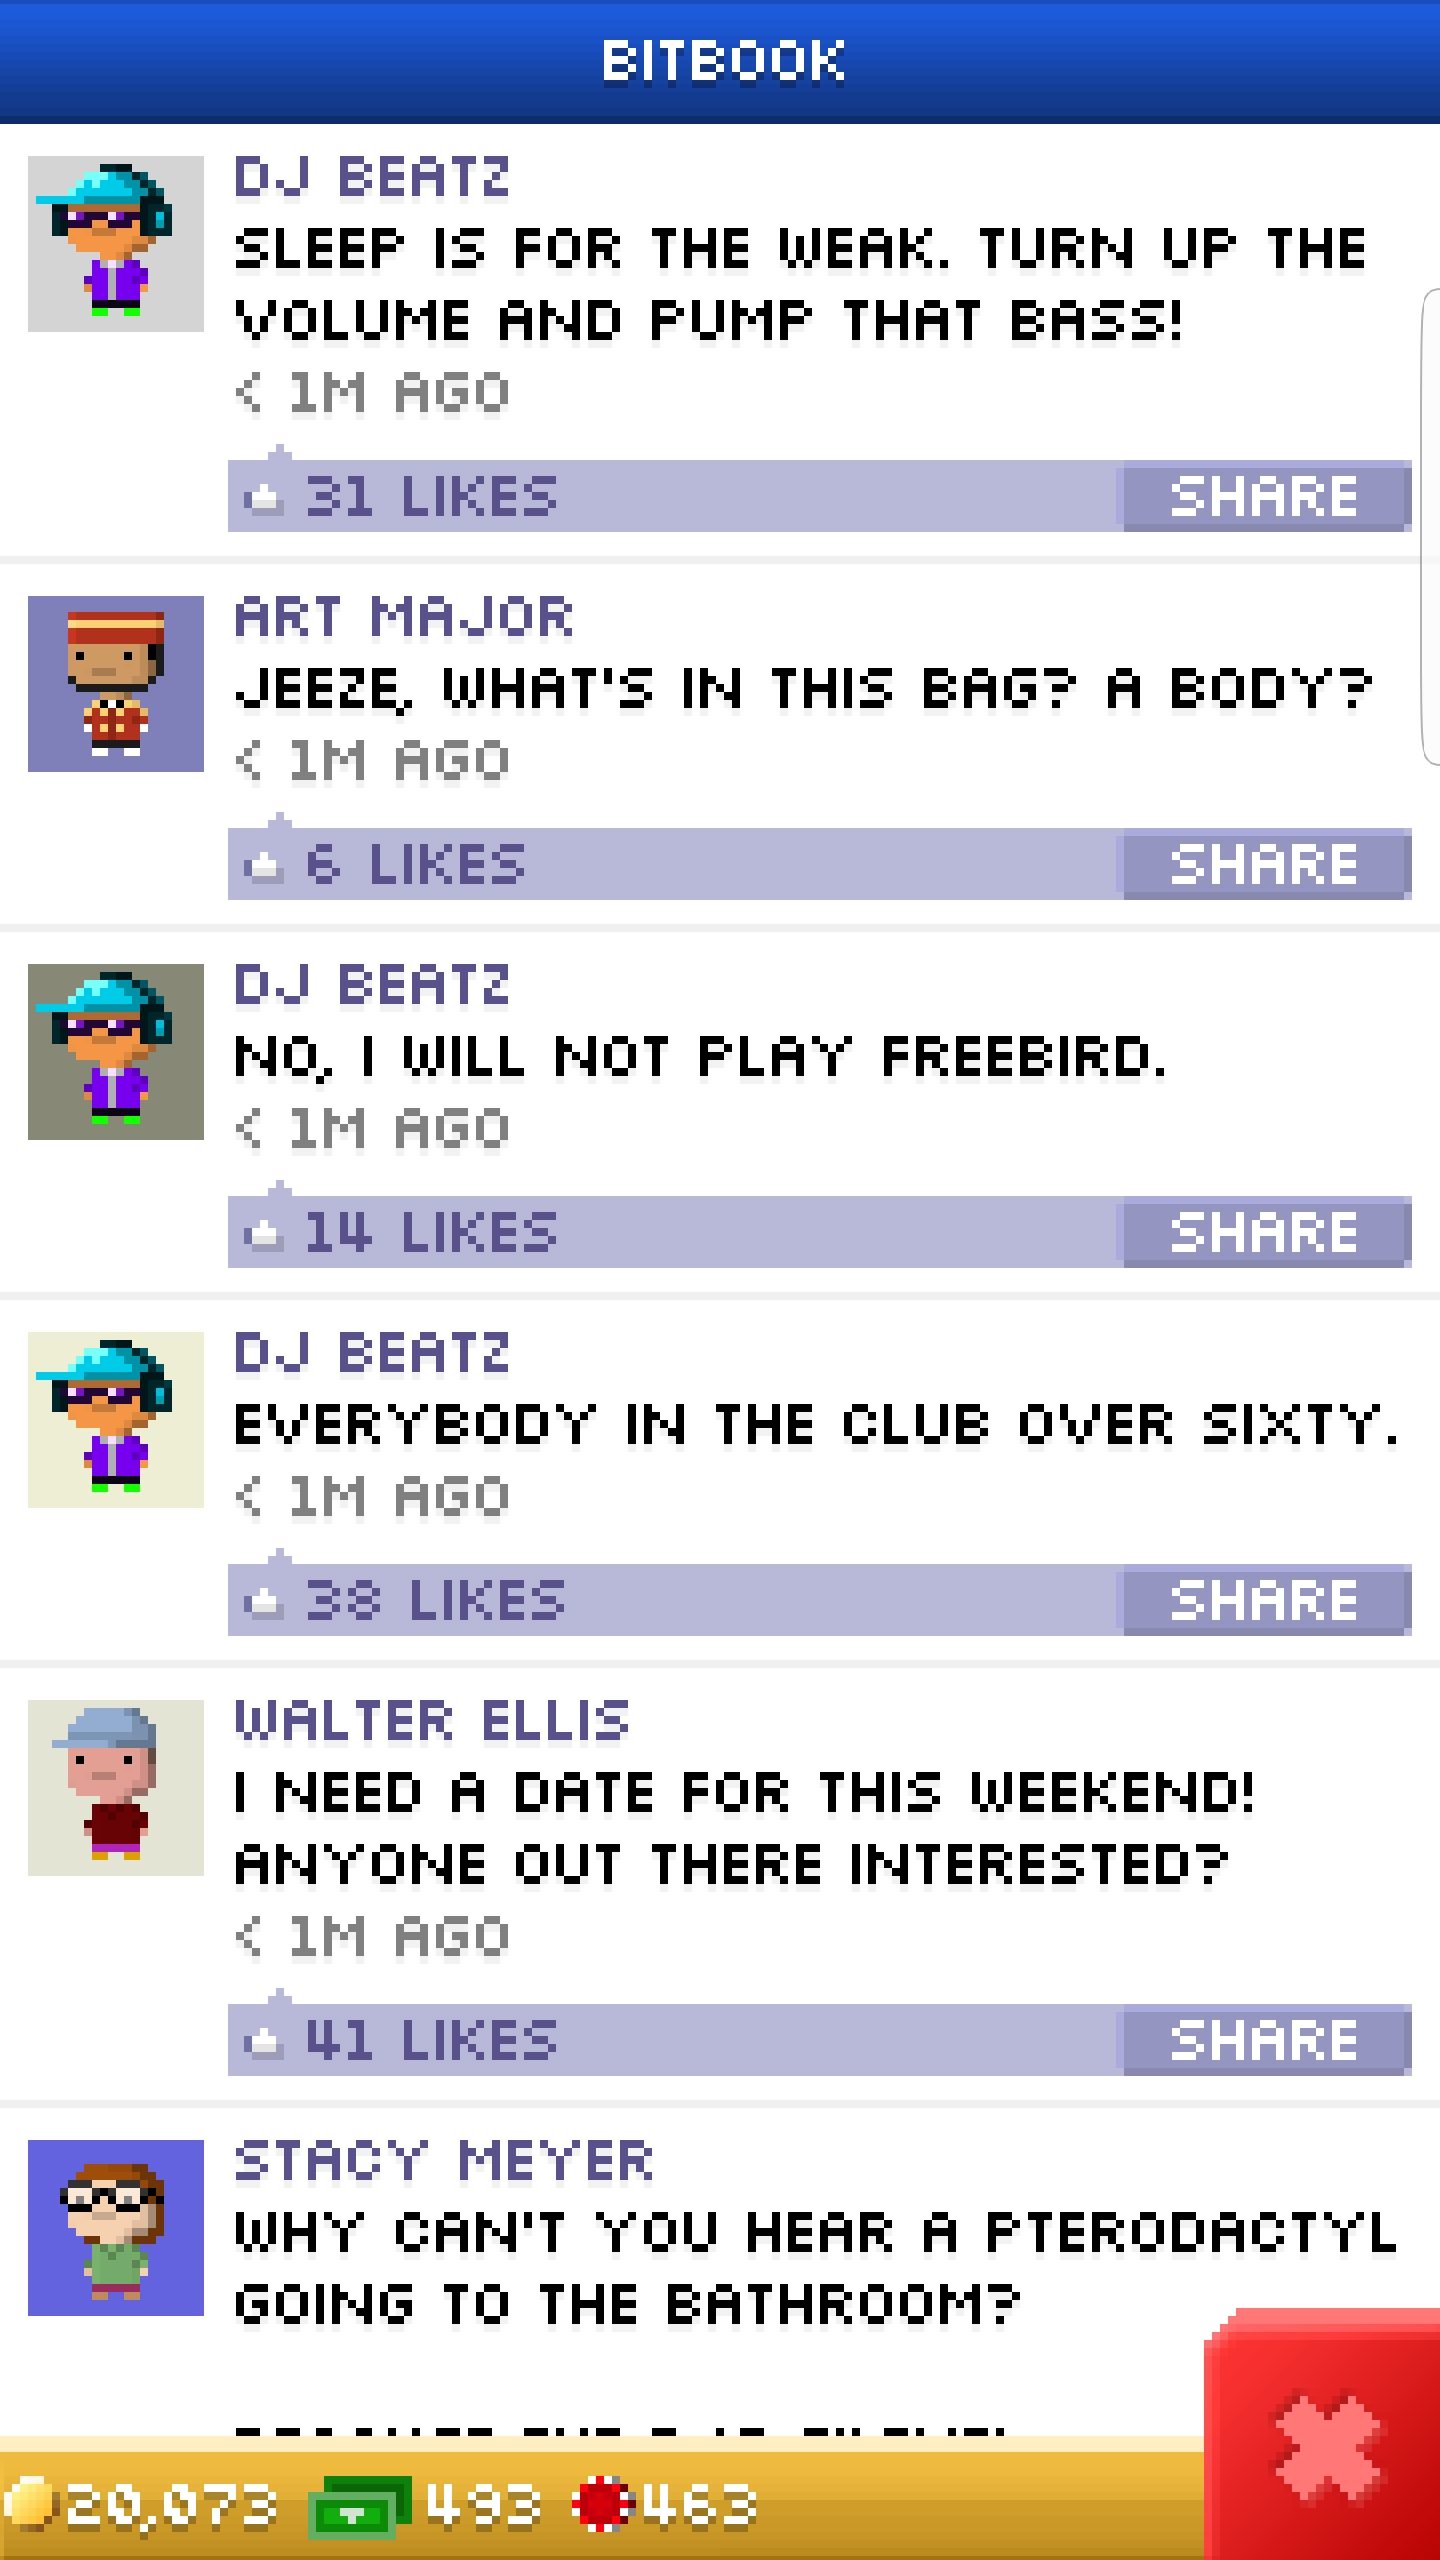 BITBOOK
DJ BEATZ
SLEEP IS FOR THE WEAK. TURN UP THE
VOLUME AND PUMP THAT BASS!
< 1M AGO
31 LIKES SHARE
ART MAJOR
JEEZE, WHAT'S IN THIS BAG? A BODY?
< 1M AGO
6 LIKES SHARE
DJ BEATZ
NO, I WILL NOT PLAY FREEBIRD.
< 1M AGO
14 LIKES SHARE
DJ BEATZ
EVERYBODY IN THE CLUB OVER SIXTY.
< 1M AGO
38 LIKES SHARE
WALTER ELLIS
I NEED A DATE FOR THIS WEEKEND!
ANYONE OUT THERE INTERESTED?
< 1M AGO
41 LIKES SHARE
STACY MEYER
WHY CAN'T YOU HEAR A PTERODACTYL
GOING TO THE BATHROOM?
20,073 493 463